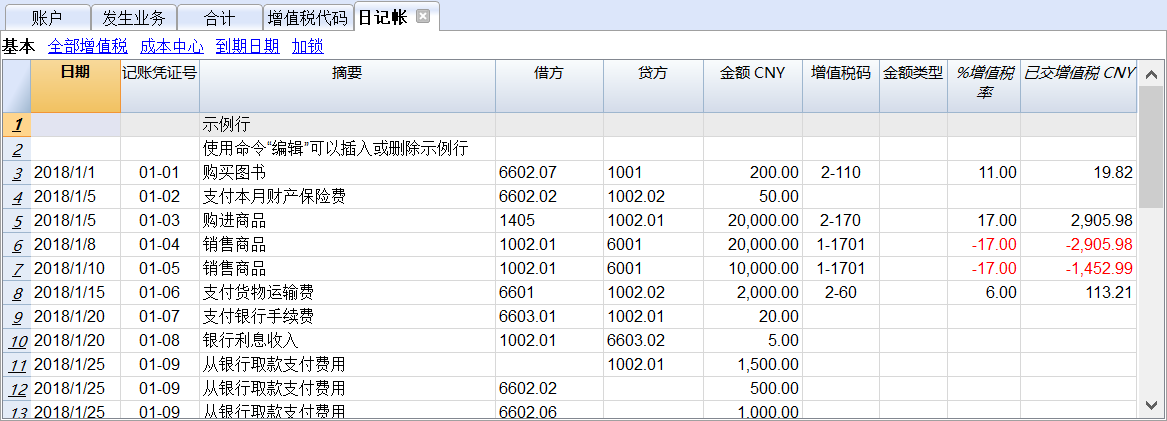 账户 发生业务 合计 增值税代码 日记帐
基本 全部增值税 成本中心 到期日期 加锁
日期 记账凭证号 摘要 借方 贷方 金额 CNY 增值税码 金额类型 %增值税率 已交增值税 CNY
1 示例行
2 使用命令“编辑”可以插入或删除示例行
3 2018/1/1 01-01 购买图书 6602.07 1001 200.00 2-110 11.00 19.82
4 2018/1/5 01-02 支付本月财产保险费 6602.02 1002.02 50.00
5 2018/1/5 01-03 购进商品 1405 1002.01 20,000.00 2-170 17.00 2,905.98
6 2018/1/8 01-04 销售商品 1002.01 6001 20,000.00 1-1701 -17.00 -2,905.98
7 2018/1/10 01-05 销售商品 1002.01 6001 10,000.00 1-1701 -17.00 -1,452.99
8 2018/1/15 01-06 支付货物运输费 6601 1002.02 2,000.00 2-60 6.00 113.21
9 2018/1/20 01-07 支付银行手续费 6603.01 1002.01 20.00
10 2018/1/20 01-08 银行利息收入 1002.01 6603.02 5.00
11 2018/1/25 01-09 从银行取款支付费用 1002.01 1,500.00
12 2018/1/25 01-09 从银行取款支付费用 6602.02 500.00
13 2018/1/25 01-09 从银行取款支付费用 6602.06 1,000.00